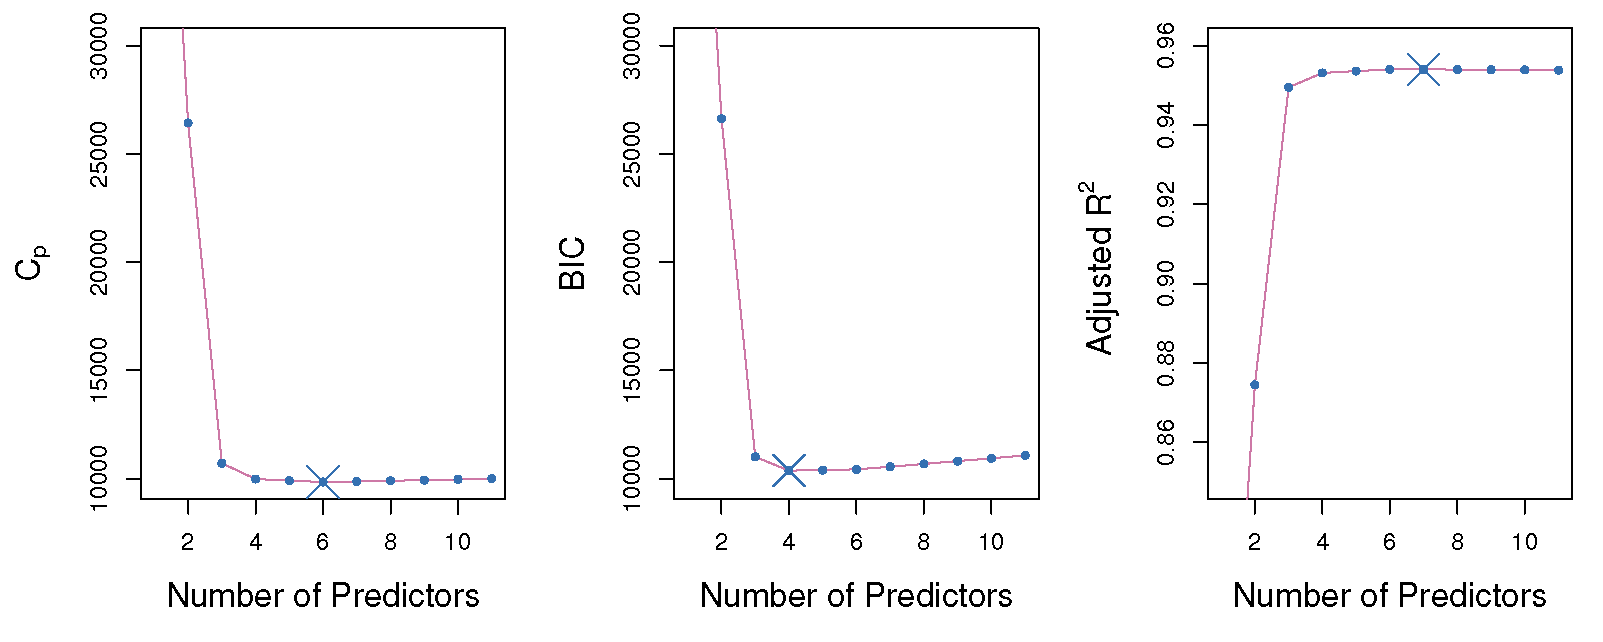 C_p
30000
25000
20000
15000
10000
2 4 6 8 10
Number of Predictors
BIC
30000
25000
20000
15000
10000
2 4 6 8 10
Number of Predictors
Adjusted R²
0.96
0.94
0.92
0.90
0.88
0.86
2 4 6 8 10
Number of Predictors